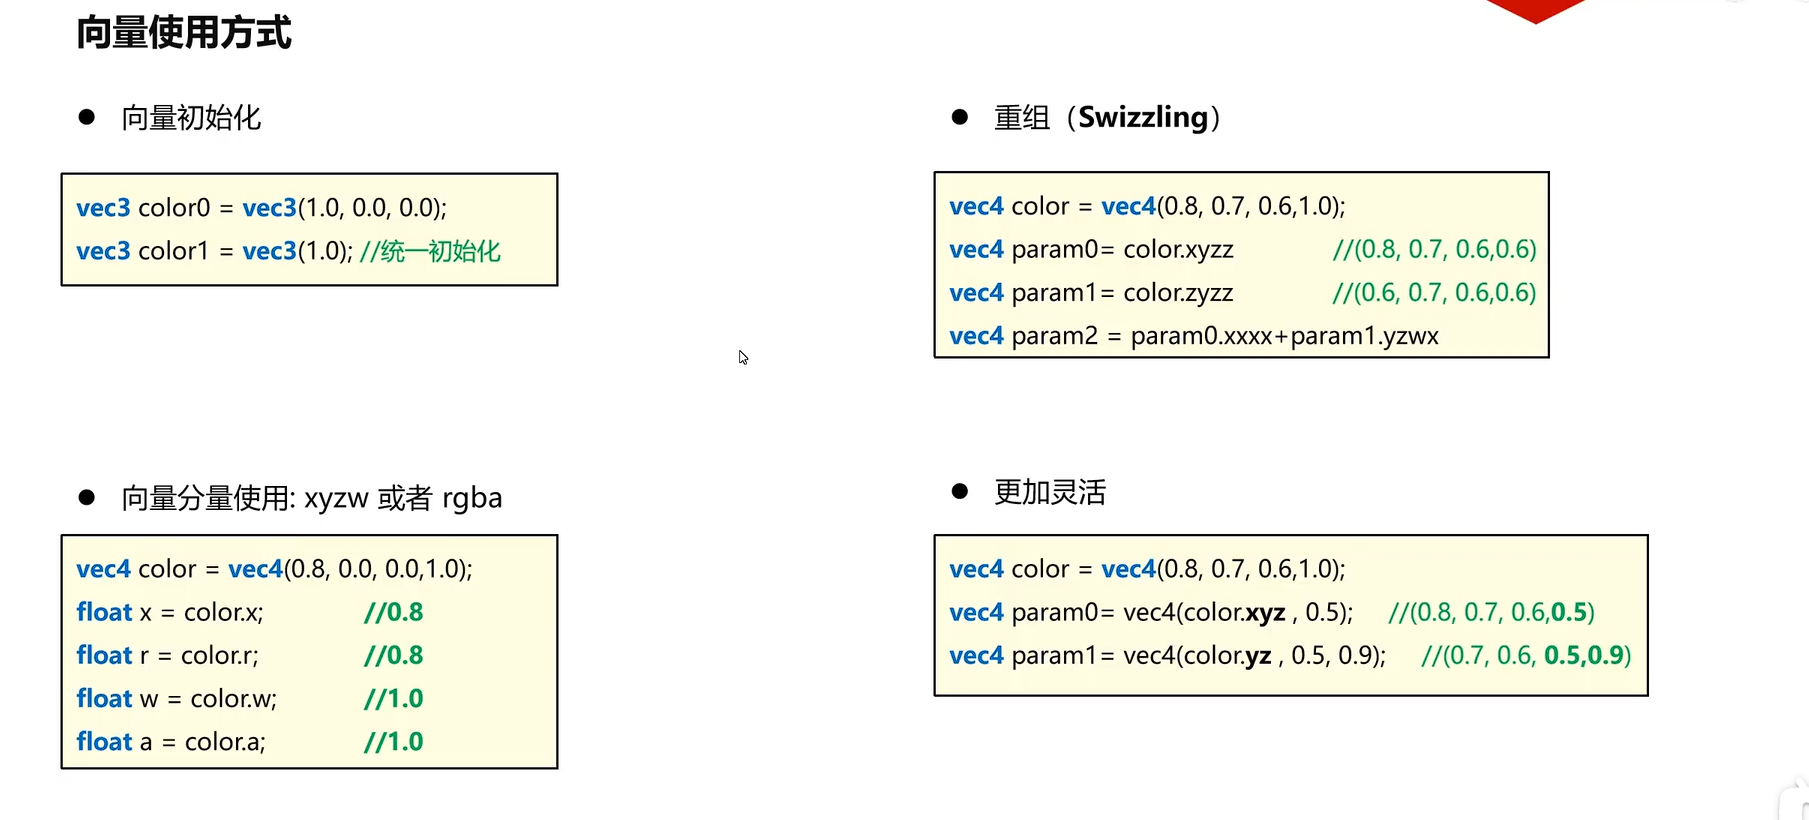 向量使用方式
● 向量初始化
vec3 color0 = vec3(1.0, 0.0, 0.0);
vec3 color1 = vec3(1.0); //统一初始化
● 向量分量使用: xyzw 或者 rgba
vec4 color = vec4(0.8, 0.0, 0.0,1.0);
float x = color.x; //0.8
float r = color.r; //0.8
float w = color.w; //1.0
float a = color.a; //1.0
● 重组（Swizzling）
vec4 color = vec4(0.8, 0.7, 0.6,1.0);
vec4 param0= color.xyzz //(0.8, 0.7, 0.6,0.6)
vec4 param1= color.zyzz //(0.6, 0.7, 0.6,0.6)
vec4 param2 = param0.xxxx+param1.yzwx
● 更加灵活
vec4 color = vec4(0.8, 0.7, 0.6,1.0);
vec4 param0= vec4(color.xyz , 0.5); //(0.8, 0.7, 0.6,0.5)
vec4 param1= vec4(color.yz , 0.5, 0.9); //(0.7, 0.6, 0.5,0.9)